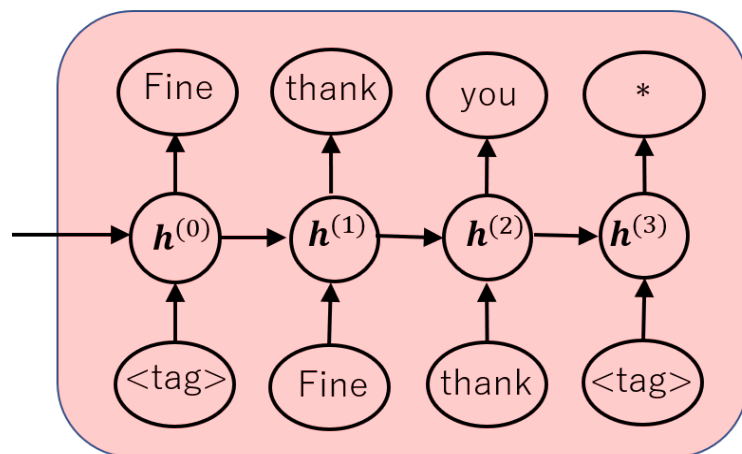 Fine thank you *
h^(0) h^(1) h^(2) h^(3)
<tag> Fine thank <tag>